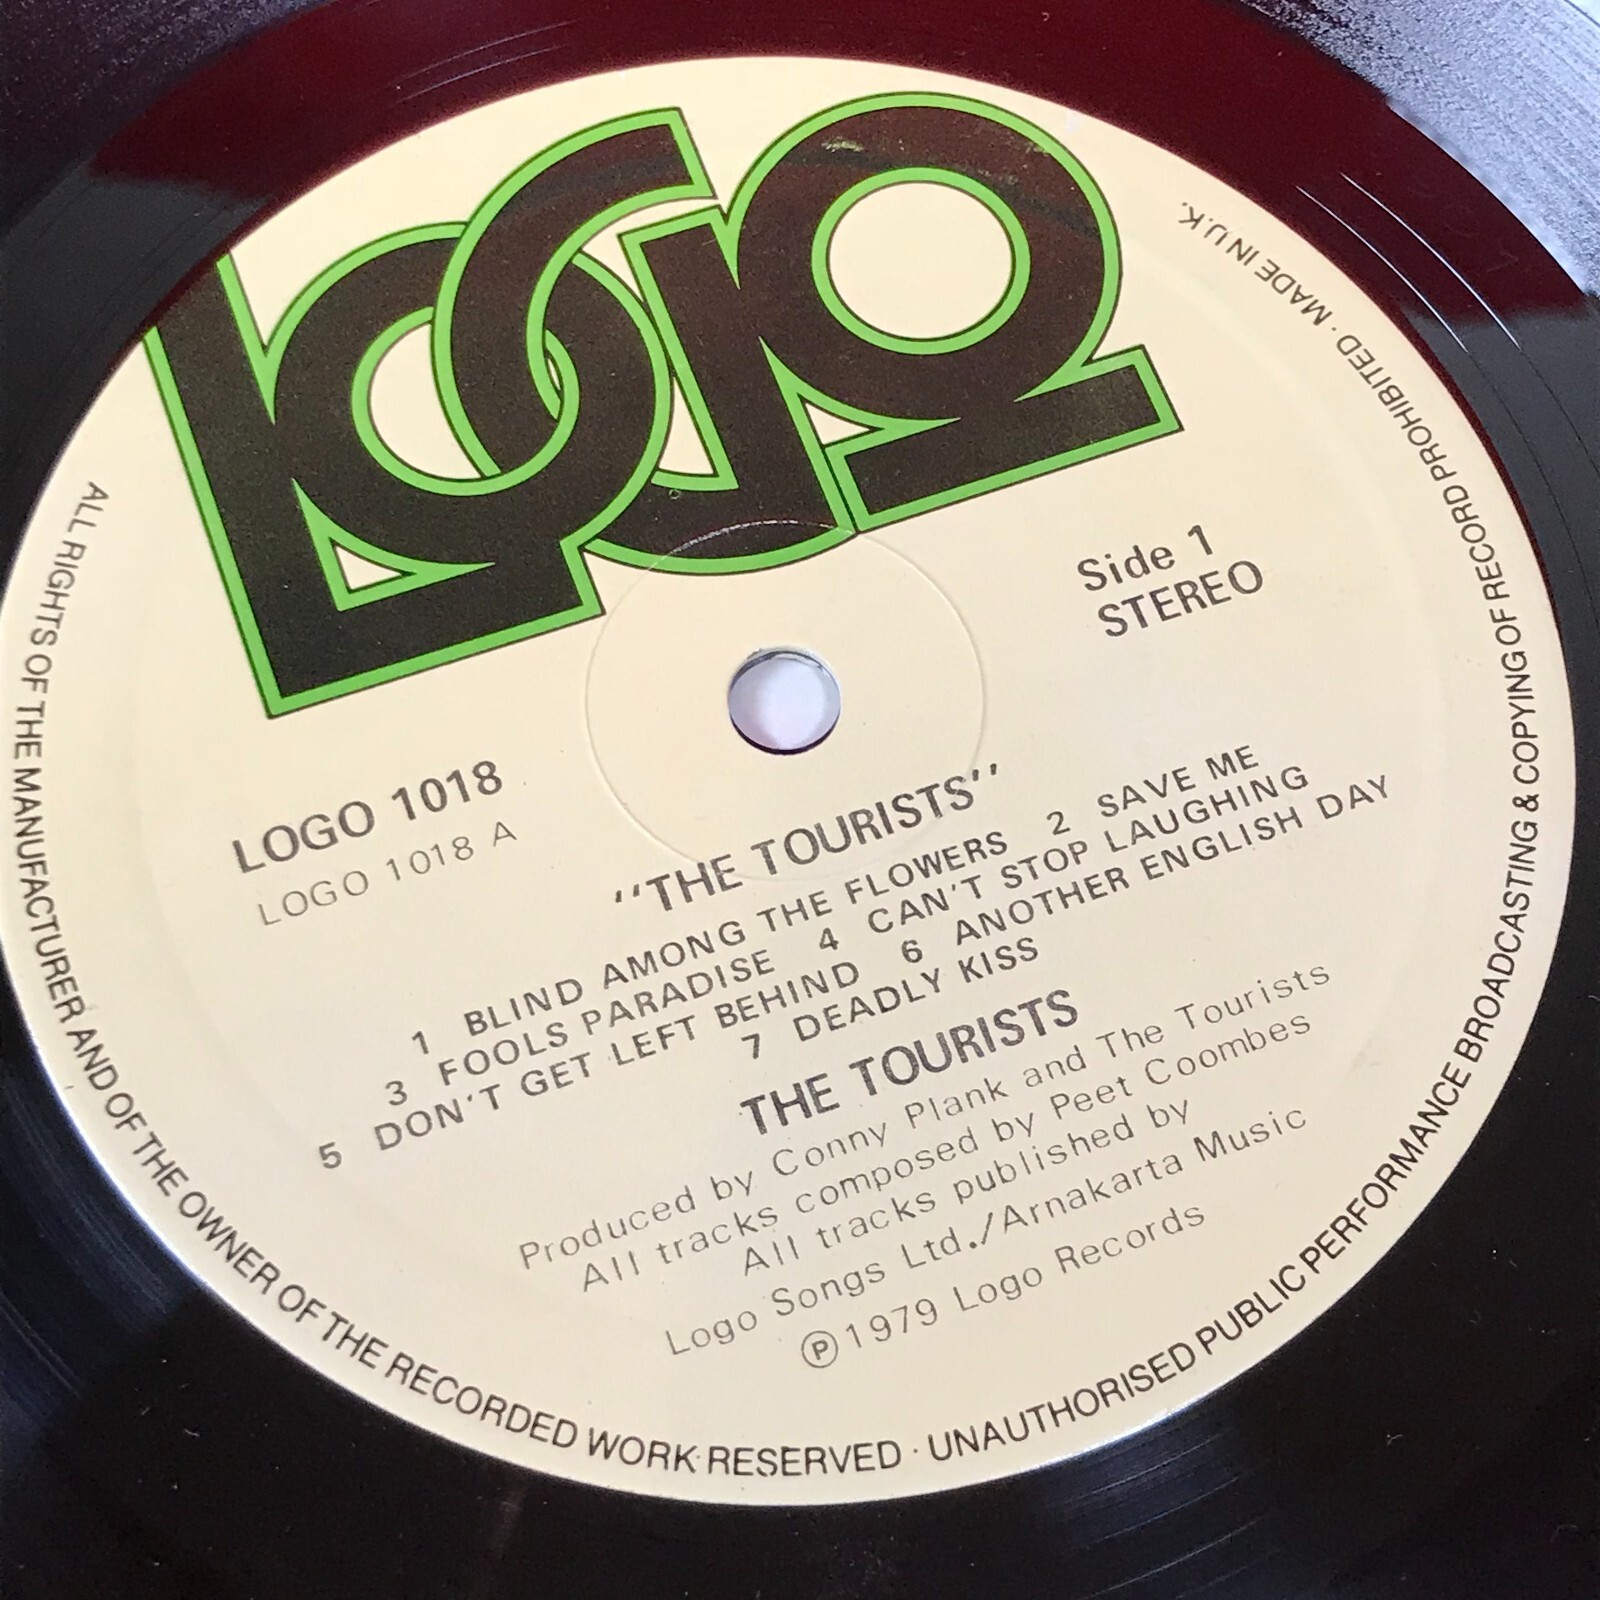 LOGO
Side 1
STEREO
LOGO 1018
LOGO 1018 A
"THE TOURISTS"
1 BLIND AMONG THE FLOWERS 2 SAVE ME
3 FOOLS PARADISE 4 CAN'T STOP LAUGHING
5 DON'T GET LEFT BEHIND 6 ANOTHER ENGLISH DAY
7 DEADLY KISS
THE TOURISTS
Produced by Conny Plank and The Tourists
All tracks composed by Peet Coombes
All tracks published by
Logo Songs Ltd./Arnakarta Music
Ⓟ1979 Logo Records
ALL RIGHTS OF THE MANUFACTURER AND OF THE OWNER OF THE RECORDED WORK RESERVED · UNAUTHORISED PUBLIC PERFORMANCE BROADCASTING & COPYING OF RECORD PROHIBITED · MADE IN U.K.